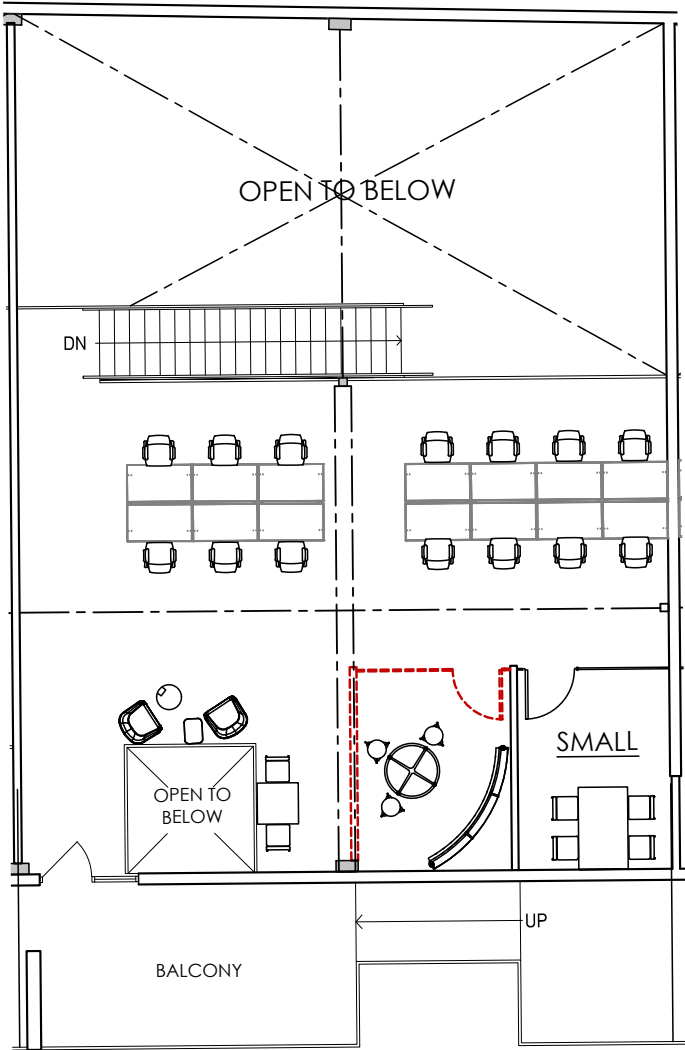 OPEN TO BELOW
DN
SMALL
OPEN TO
BELOW
UP
BALCONY